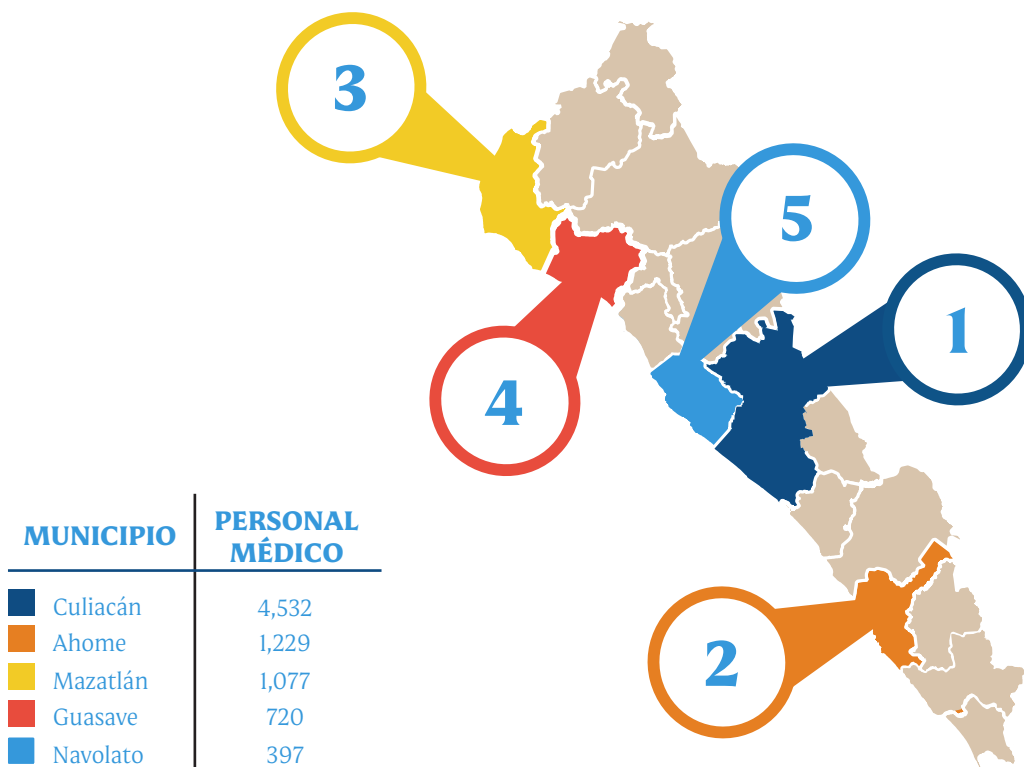 3
5
1
4
2
MUNICIPIO
PERSONAL
MÉDICO
Culiacán 4,532
Ahome 1,229
Mazatlán 1,077
Guasave 720
Navolato 397